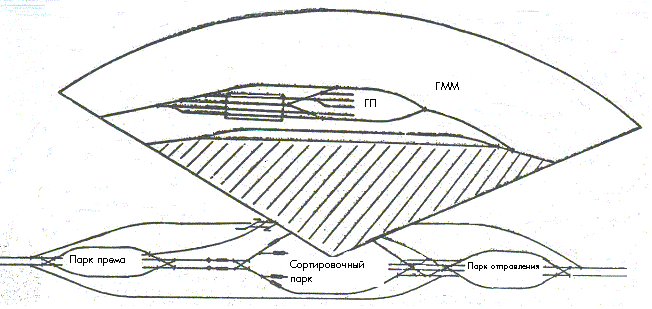 ГММ
ГП
Парк према
Сортировочный
парк
Парк отправления